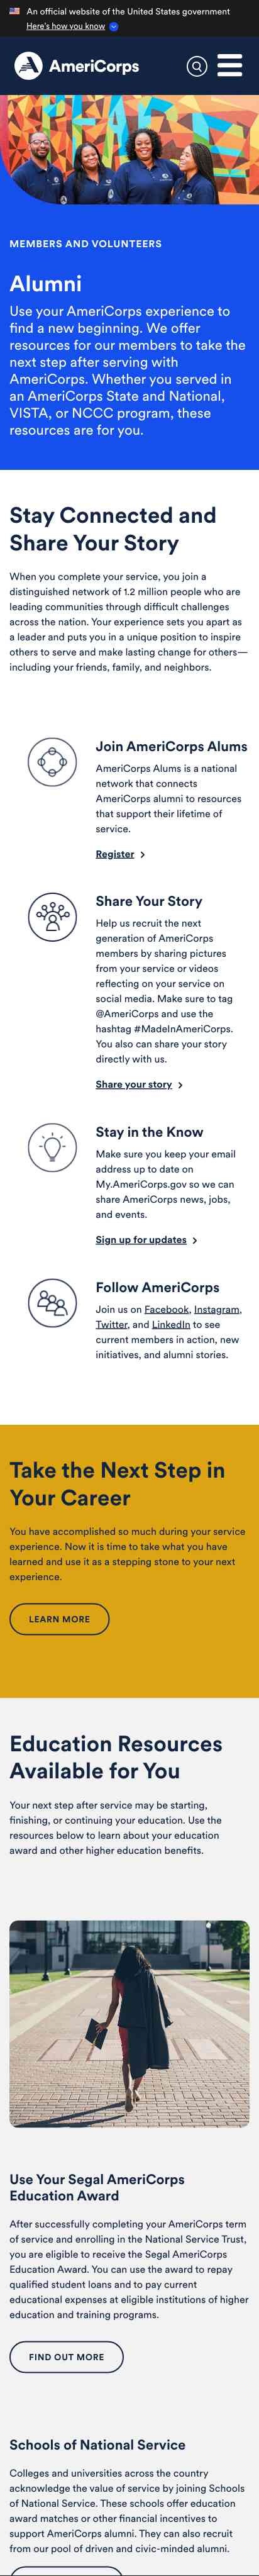 An official website of the United States government
Here's how you know
AmeriCorps
MEMBERS AND VOLUNTEERS
Alumni
Use your AmeriCorps experience to
find a new beginning. We offer
resources for our members to take the
next step after serving with
AmeriCorps. Whether you served in
an AmeriCorps State and National,
VISTA, or NCCC program, these
resources are for you.
Stay Connected and
Share Your Story
When you complete your service, you join a
distinguished network of 1.2 million people who are
leading communities through difficult challenges
across the nation. Your experience sets you apart as
a leader and puts you in a unique position to inspire
others to serve and make lasting change for others—
including your friends, family, and neighbors.
Join AmeriCorps Alums
AmeriCorps Alums is a national
network that connects
AmeriCorps alumni to resources
that support their lifetime of
service.
Register
Share Your Story
Help us recruit the next
generation of AmeriCorps
members by sharing pictures
from your service or videos
reflecting on your service on
social media. Make sure to tag
@AmeriCorps and use the
hashtag #MadeInAmeriCorps.
You also can share your story
directly with us.
Share your story
Stay in the Know
Make sure you keep your email
address up to date on
My.AmeriCorps.gov so we can
share AmeriCorps news, jobs,
and events.
Sign up for updates
Follow AmeriCorps
Join us on Facebook, Instagram,
Twitter, and LinkedIn to see
current members in action, new
initiatives, and alumni stories.
Take the Next Step in
Your Career
You have accomplished so much during your service
experience. Now it is time to take what you have
learned and use it as a stepping stone to your next
experience.
LEARN MORE
Education Resources
Available for You
Your next step after service may be starting,
finishing, or continuing your education. Use the
resources below to learn about your education
award and other higher education benefits.
Use Your Segal AmeriCorps
Education Award
After successfully completing your AmeriCorps term
of service and enrolling in the National Service Trust,
you are eligible to receive the Segal AmeriCorps
Education Award. You can use the award to repay
qualified student loans and to pay current
educational expenses at eligible institutions of higher
education and training programs.
FIND OUT MORE
Schools of National Service
Colleges and universities across the country
acknowledge the value of service by joining Schools
of National Service. These schools offer education
award matches or other financial incentives to
support AmeriCorps alumni. They can also recruit
from our pool of driven and civic-minded alumni.